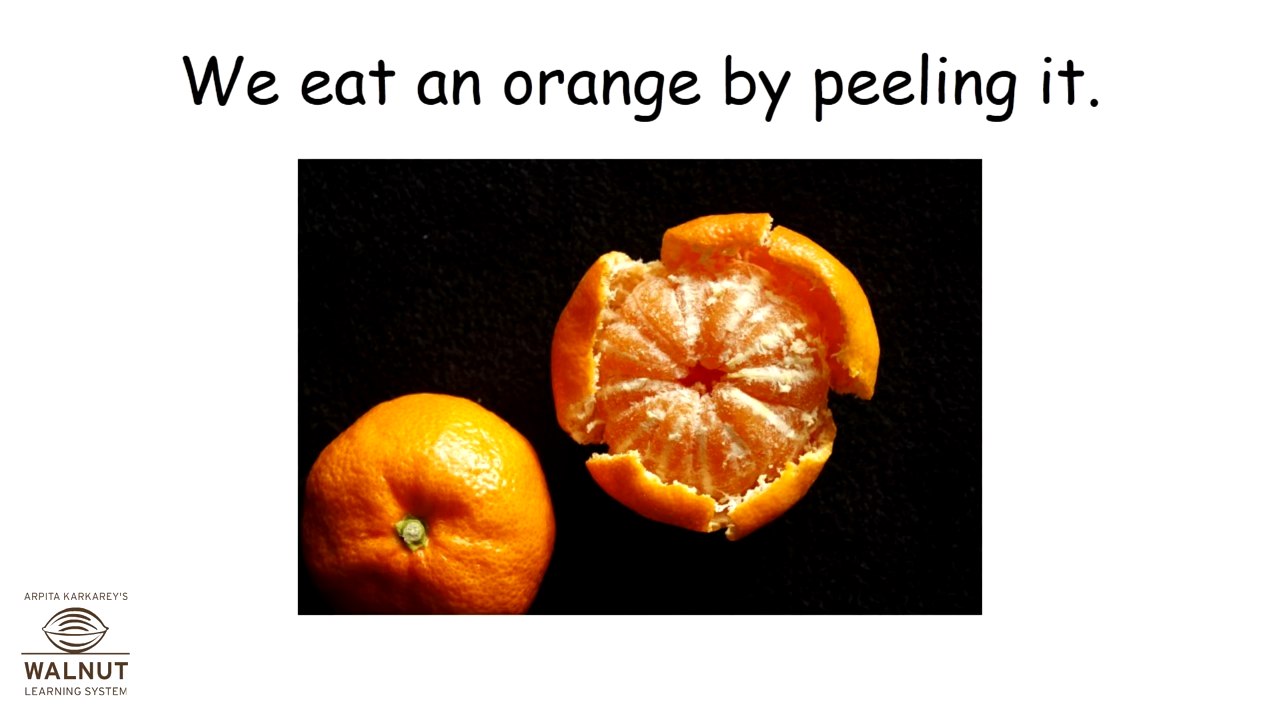 We eat an orange by peeling it.
ARPITA KARKAREY'S
WALNUT
LEARNING SYSTEM